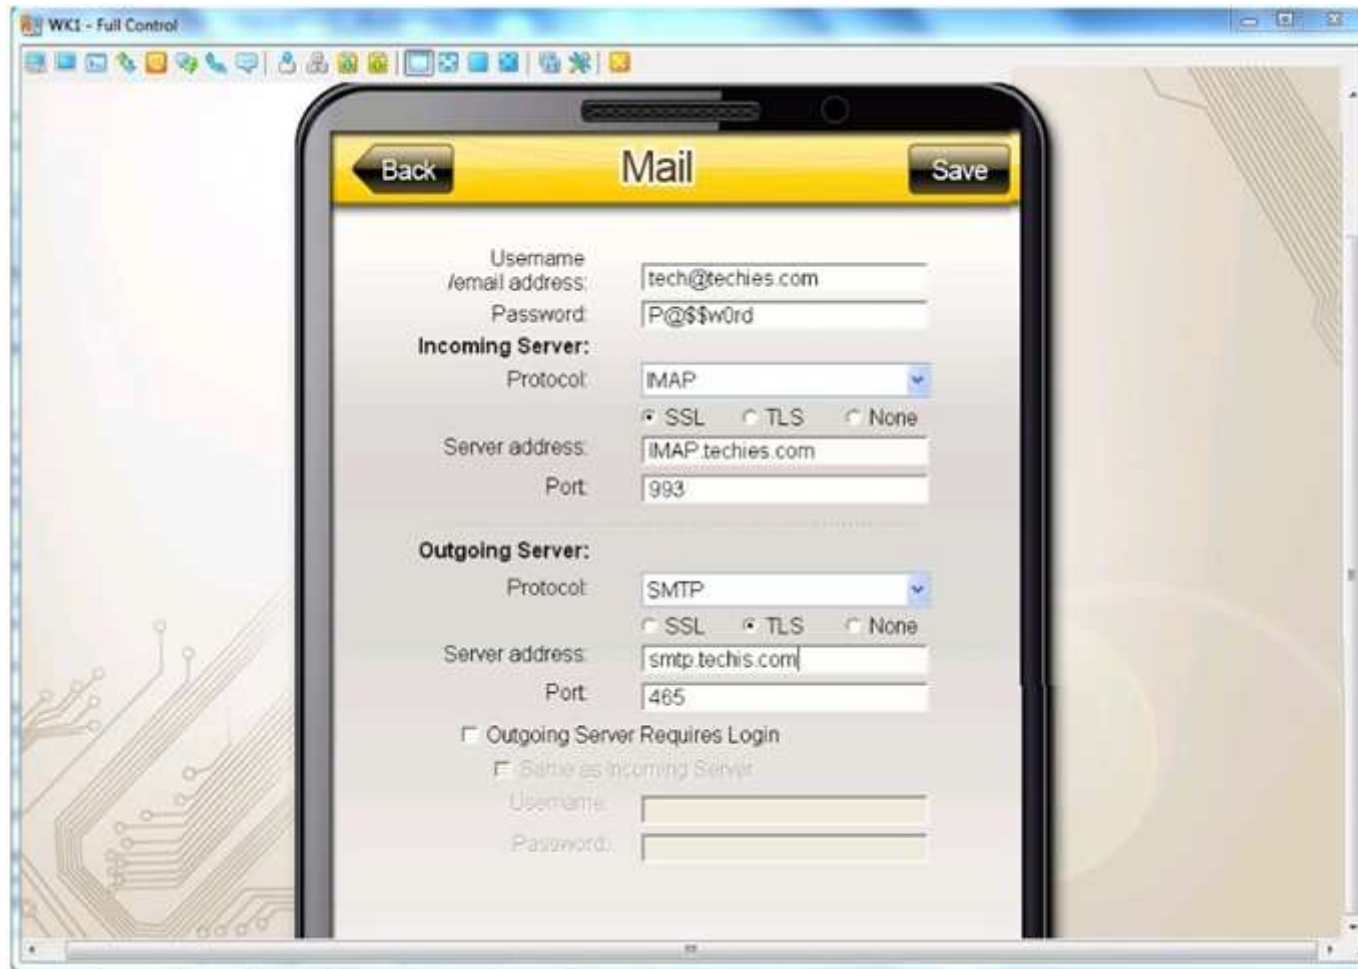 WK1 - Full Control
Back
Mail
Save
Username
/email address:
tech@techies.com
Password:
P@$$w0rd
Incoming Server:
Protocol:
IMAP
SSL TLS None
Server address:
IMAP.techies.com
Port:
993
Outgoing Server:
Protocol:
SMTP
SSL TLS None
Server address:
smtp.techis.com
Port:
465
Outgoing Server Requires Login
Same as Incoming Server
Username:
Password: